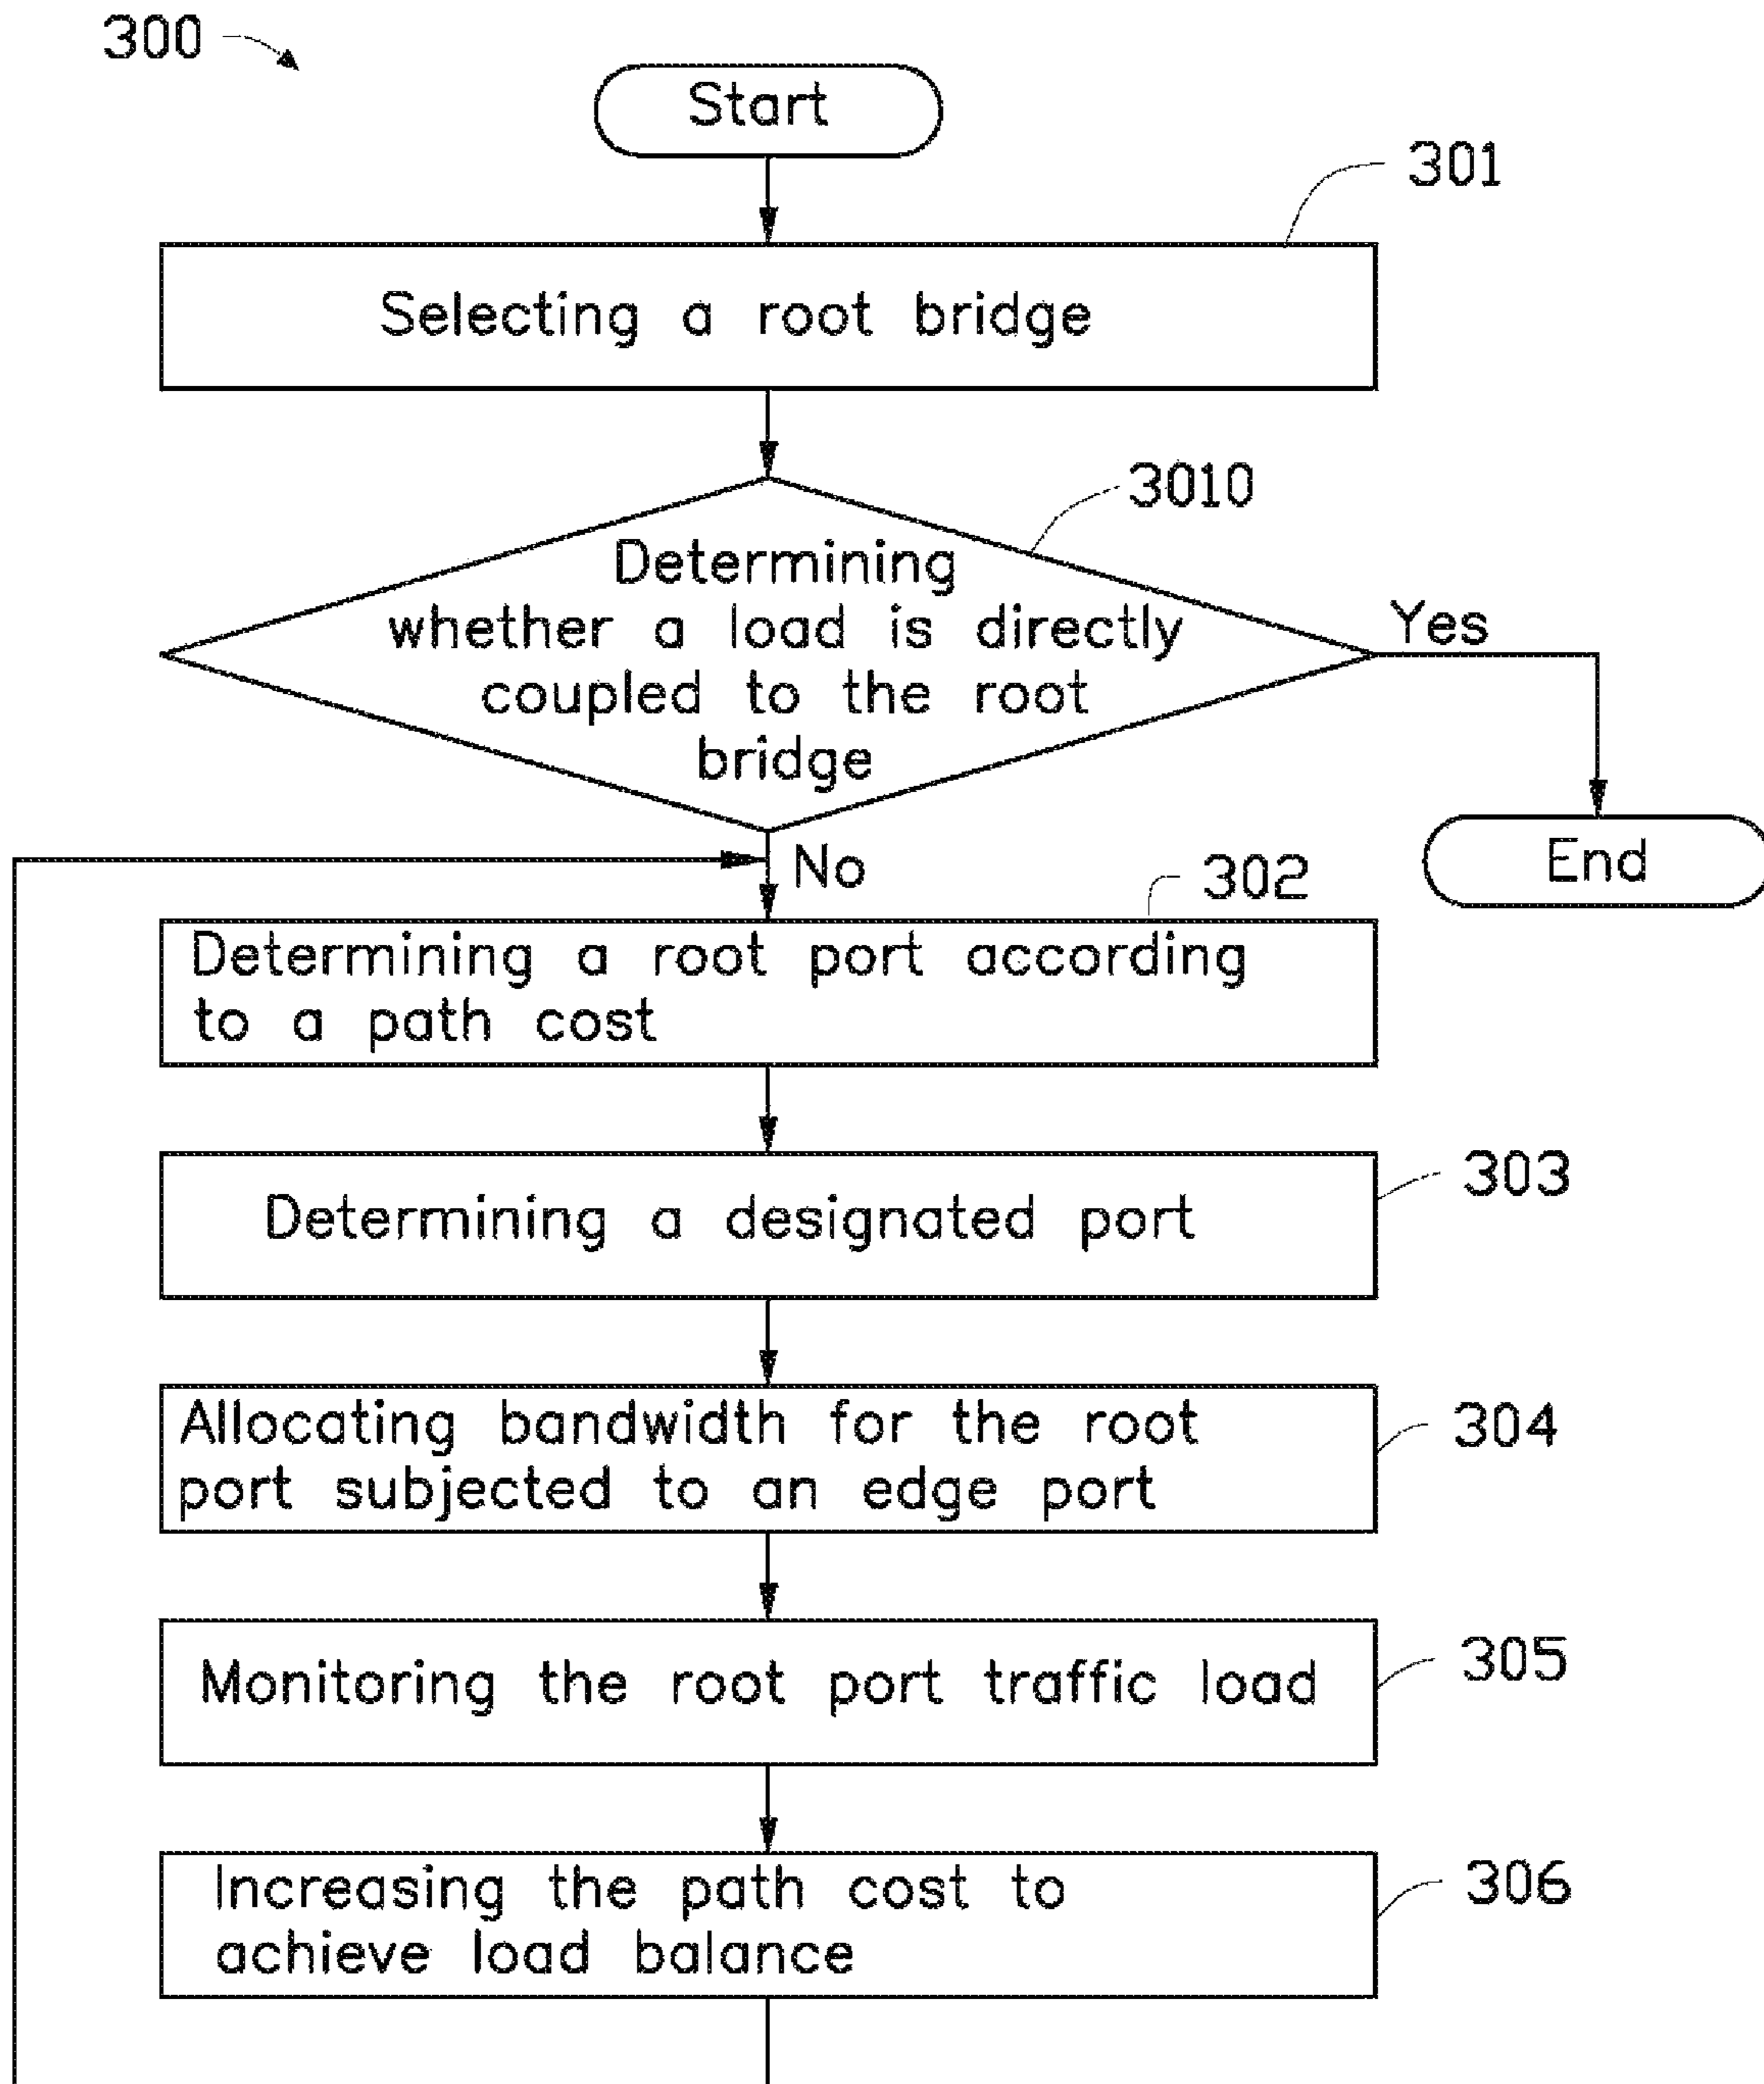 300
Start
301
Selecting a root bridge
3010
Determining
whether a load is directly
coupled to the root
bridge
Yes
End
No
302
Determining a root port according
to a path cost
303
Determining a designated port
304
Allocating bandwidth for the root
port subjected to an edge port
305
Monitoring the root port traffic load
306
Increasing the path cost to
achieve load balance